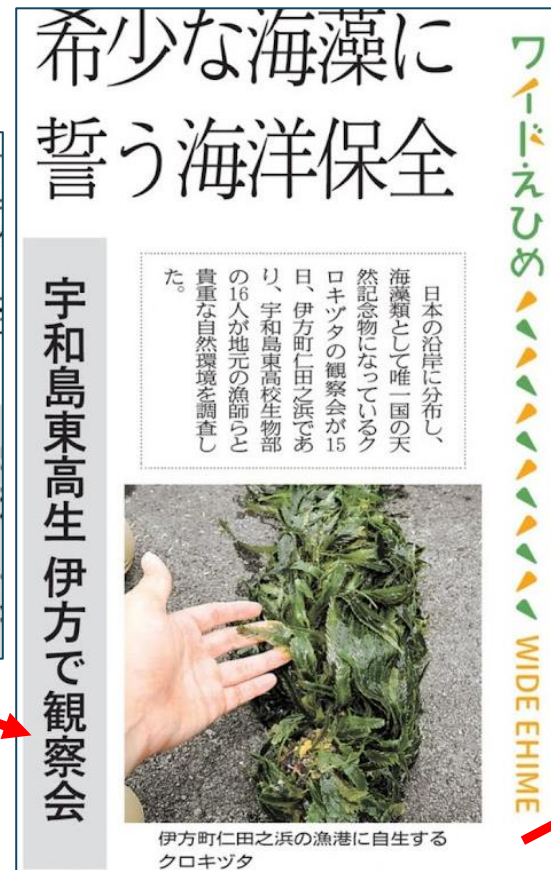 希少な海藻に
誓う海洋保全
ワイドえひめ WIDE EHIME
宇和島東高生 伊方で観察会
日本の沿岸に分布し、
海藻類として唯一国の天
然記念物になっているク
ロキヅタの観察会が15
日、伊方町仁田之浜であ
り、宇和島東高校生物部
の16人が地元の漁師らと
貴重な自然環境を調査し
た。
伊方町仁田之浜の漁港に自生する
クロキヅタ